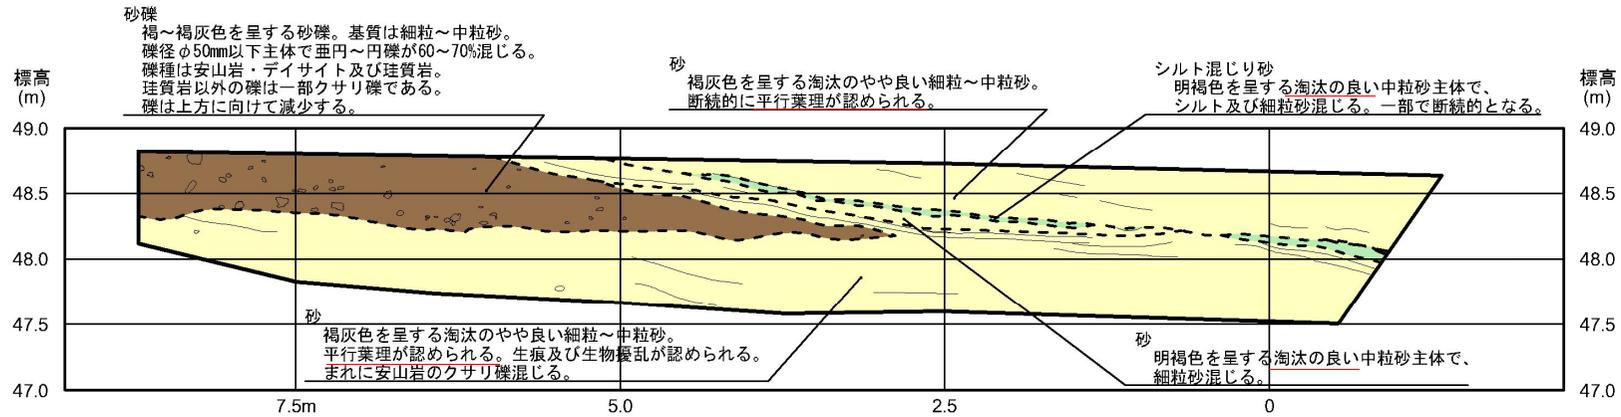 砂礫
褐～褐灰色を呈する砂礫。基質は細粒～中粒砂。
礫径φ50mm以下主体で亜円～円礫が60～70%混じる。
礫種は安山岩・デイサイト及び珪質岩。
珪質岩以外の礫は一部クサリ礫である。
礫は上方に向けて減少する。
砂
褐灰色を呈する淘汰のやや良い細粒～中粒砂。
断続的に平行葉理が認められる。
シルト混じり砂
明褐色を呈する淘汰の良い中粒砂主体で、
シルト及び細粒砂混じる。一部で断続的となる。
標高
(m)
標高
(m)
49.0
49.0
48.5
48.5
48.0
48.0
47.5
47.5
47.0
47.0
砂
褐灰色を呈する淘汰のやや良い細粒～中粒砂。
平行葉理が認められる。生痕及び生物擾乱が認められる。
まれに安山岩のクサリ礫混じる。
砂
明褐色を呈する淘汰の良い中粒砂主体で、
細粒砂混じる。
7.5m
5.0
2.5
0